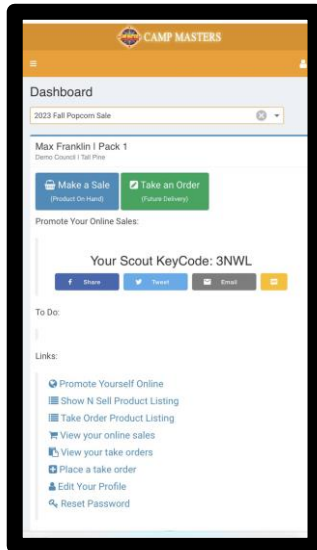 CAMP MASTERS
Dashboard
2023 Fall Popcorn Sale
Max Franklin | Pack 1
Demo Council | Tall Pine
Make a Sale
(Product On Hand)
Take an Order
(Future Delivery)
Promote Your Online Sales:
Your Scout KeyCode: 3NWL
Share
Tweet
Email
To Do:
Links:
Promote Yourself Online
Show N Sell Product Listing
Take Order Product Listing
View your online sales
View your take orders
Place a take order
Edit Your Profile
Reset Password